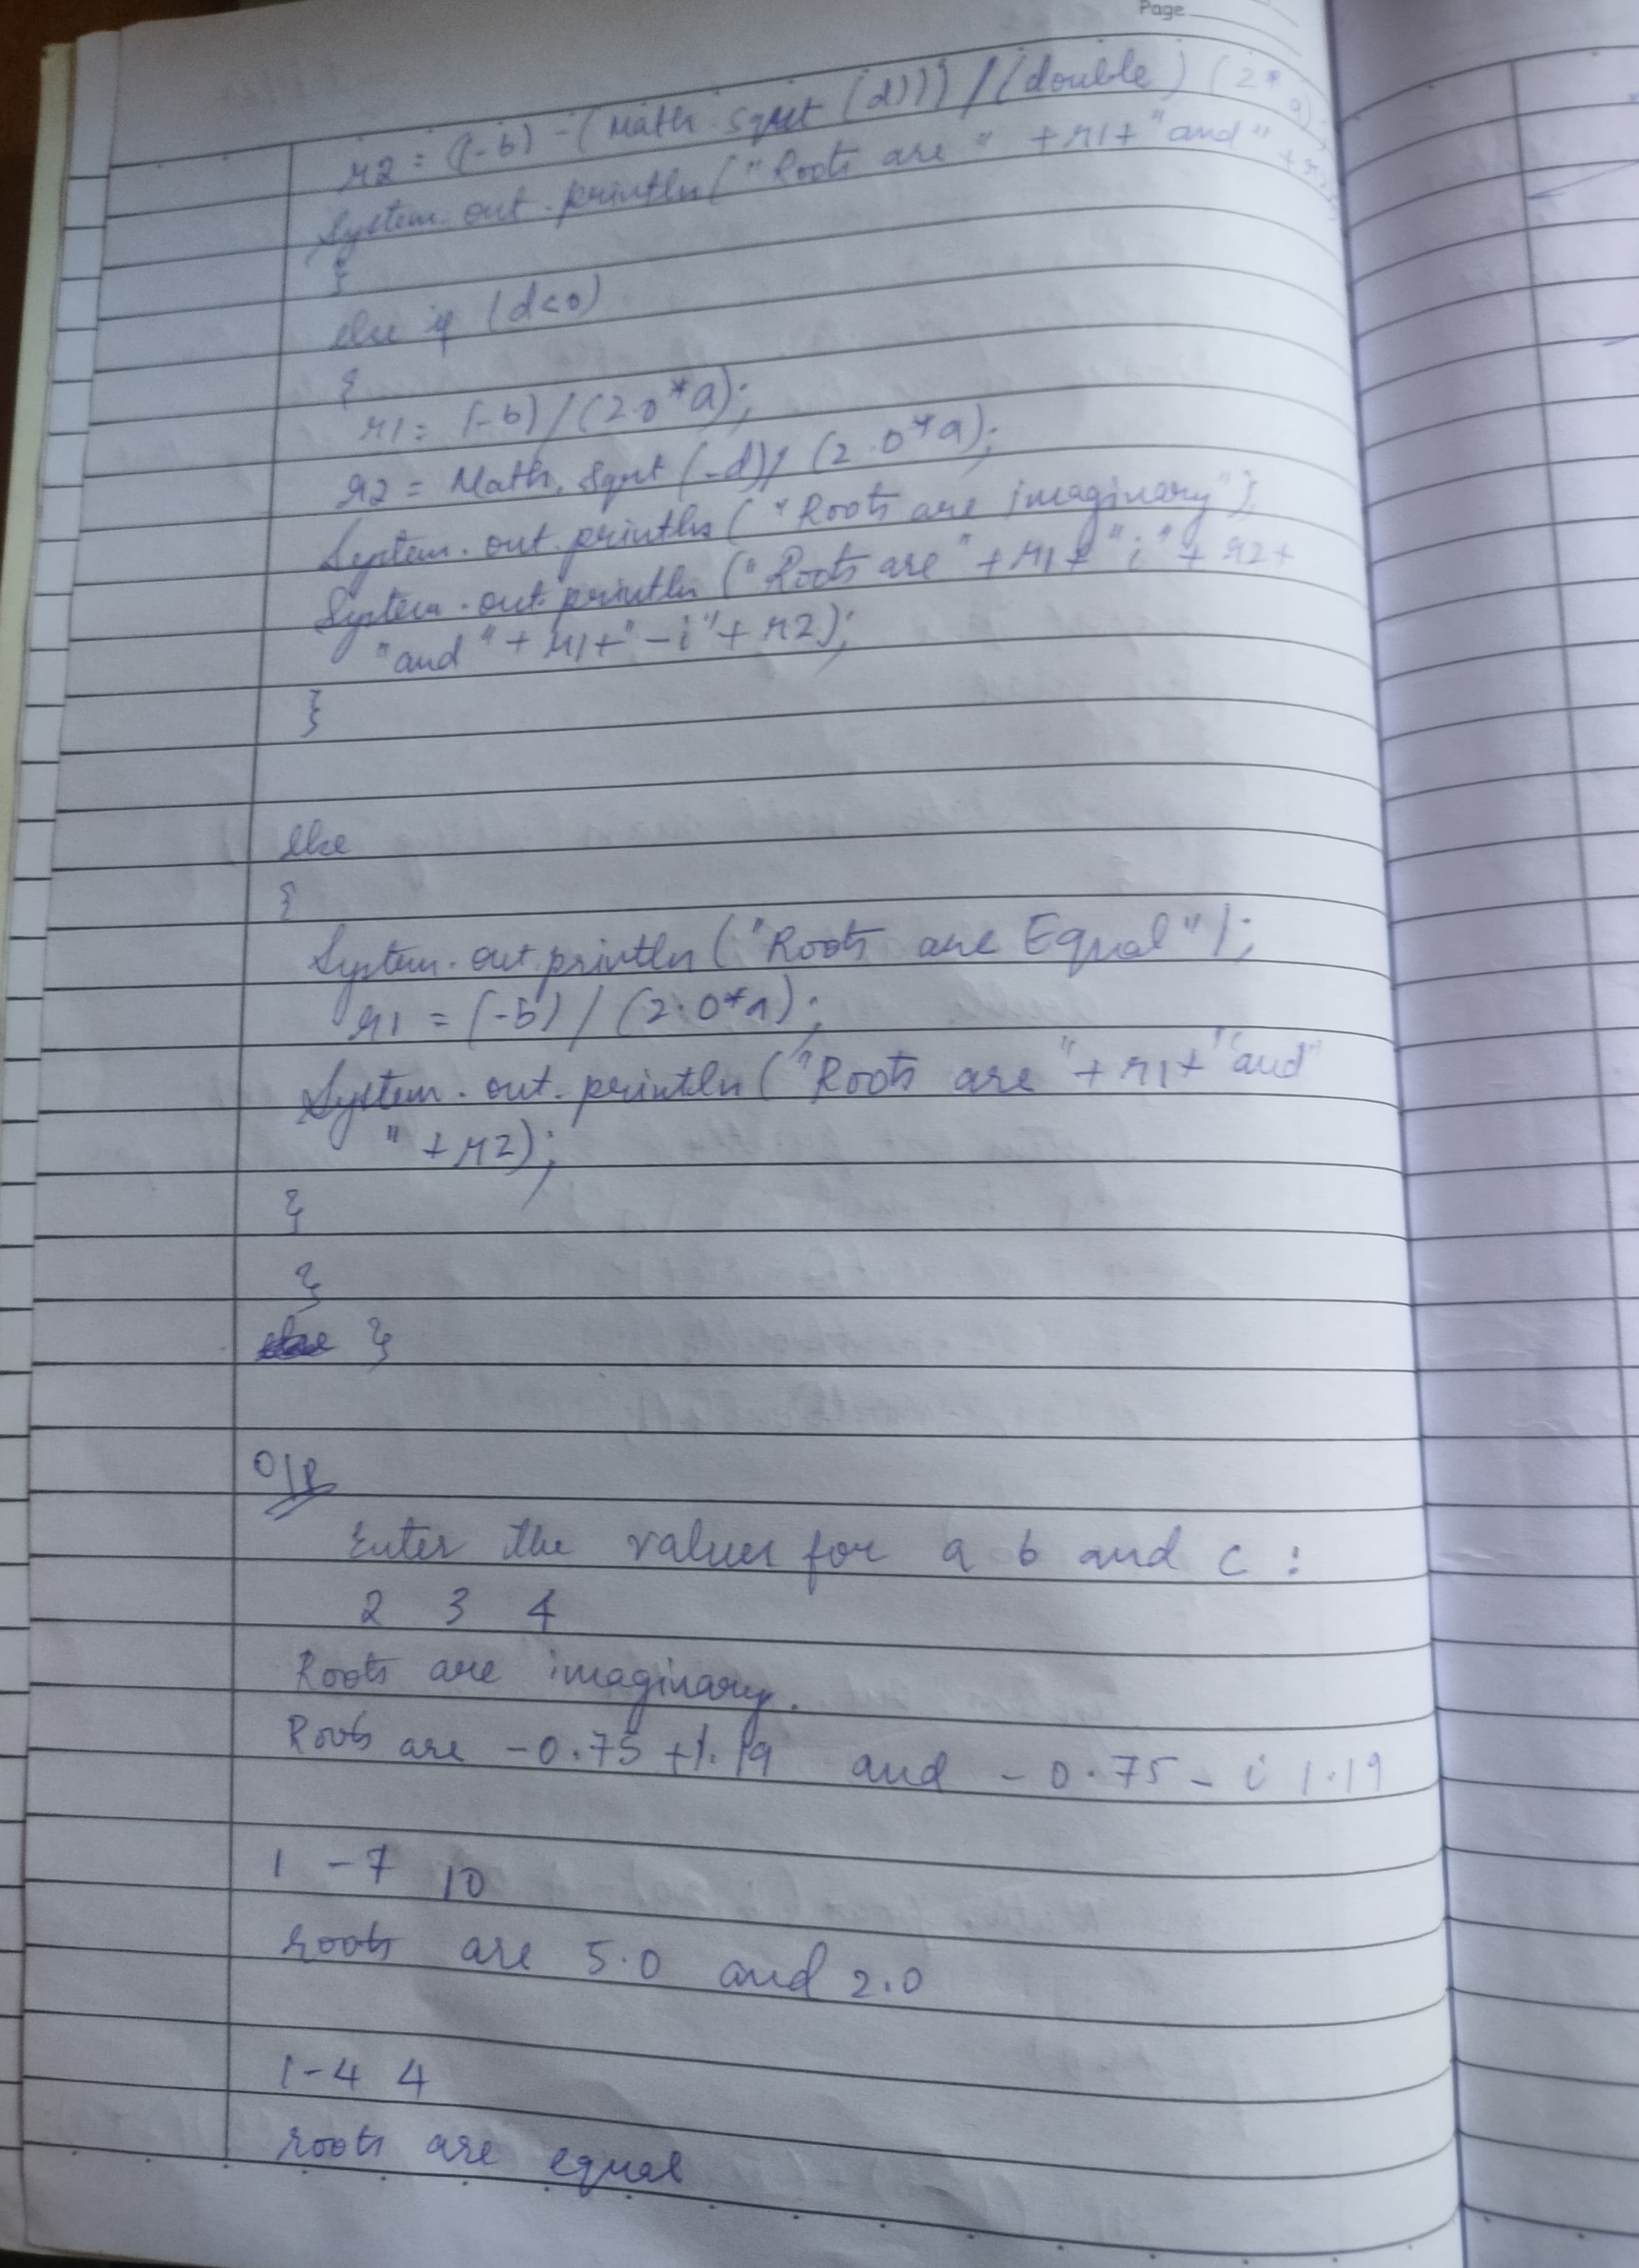 Page
r2 = ((-b) - (Math.sqrt (d))) / (double) (2*a)
System.out.println("Roots are " +r1+ "and" +r2);
}
else if (d<0)
{
r1 = (-b) / (2.0*a);
r2 = Math.sqrt (-d) / (2.0*a);
System.out.println ("Roots are imaginary");
System.out.println ("Roots are" + r1 + "i" + r2 +
"and" + r1 + "-i" + r2);
}
else
{
System.out.println ("Roots are Equal");
r1 = (-b) / (2.0*a);
System.out.println ("Roots are "+r1+ "and"
" + r2);
}
}
}
O/P
Enter the values for a b and c :
2 3 4
Roots are imaginary.
Roots are -0.75 +1.19 and -0.75 - i 1.19
1 -7 10
roots are 5.0 and 2.0
1 -4 4
roots are equal